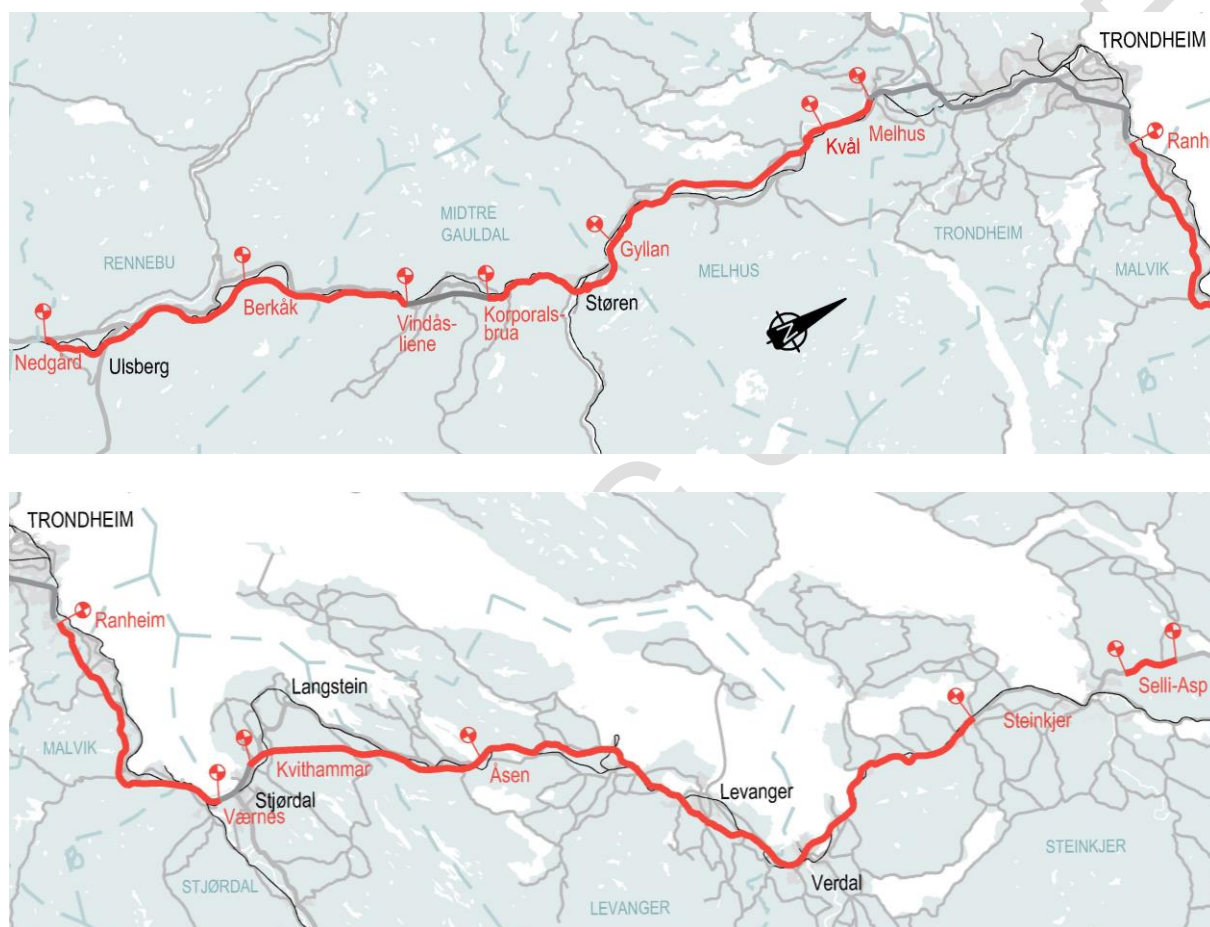 TRONDHEIM
Ranh
Melhus
Kvål
MIDTRE
GAULDAL
TRONDHEIM
RENNEBU
Gyllan
MELHUS
MALVIK
Berkåk
Støren
Vindås-
liene
Korporals-
brua
Nedgård
Ulsberg
N
TRONDHEIM
Ranheim
Langstein
Selli-Asp
MALVIK
Steinkjer
Kvithammar
Åsen
Levanger
Stjørdal
Værnes
STEINKJER
STJØRDAL
Verdal
LEVANGER